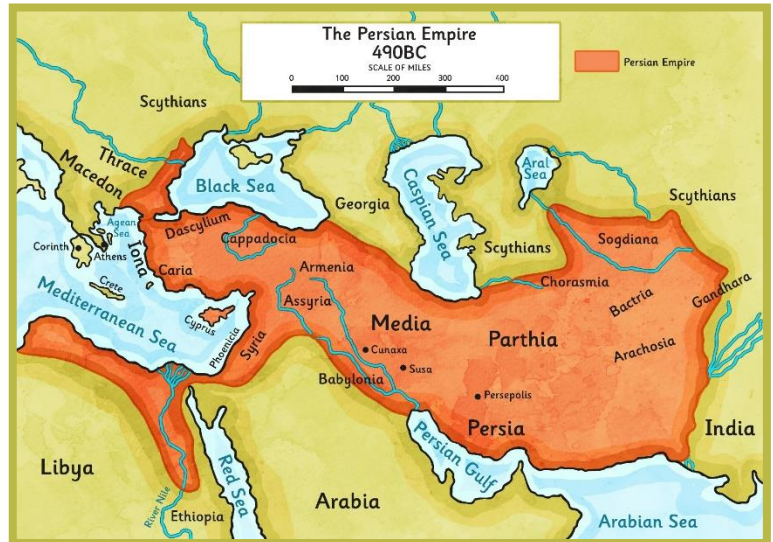 The Persian Empire
490BC
SCALE OF MILES
0 100 200 300 400
Persian Empire
Scythians
Thrace
Macedon
Black Sea
Georgia
Caspian Sea
Aral Sea
Scythians
Scythians
Agean Sea
Corinth
Athens
Iona
Dascylium
Cappadocia
Caria
Armenia
Sogdiana
Chorasmia
Crete
Mediterranean Sea
Cyprus
Phoenicia
Syria
Assyria
Media
Parthia
Bactria
Gandhara
Arachosia
Cunaxa
Susa
Babylonia
Persepolis
Persia
Persian Gulf
India
Libya
River Nile
Ethiopia
Red Sea
Arabia
Arabian Sea